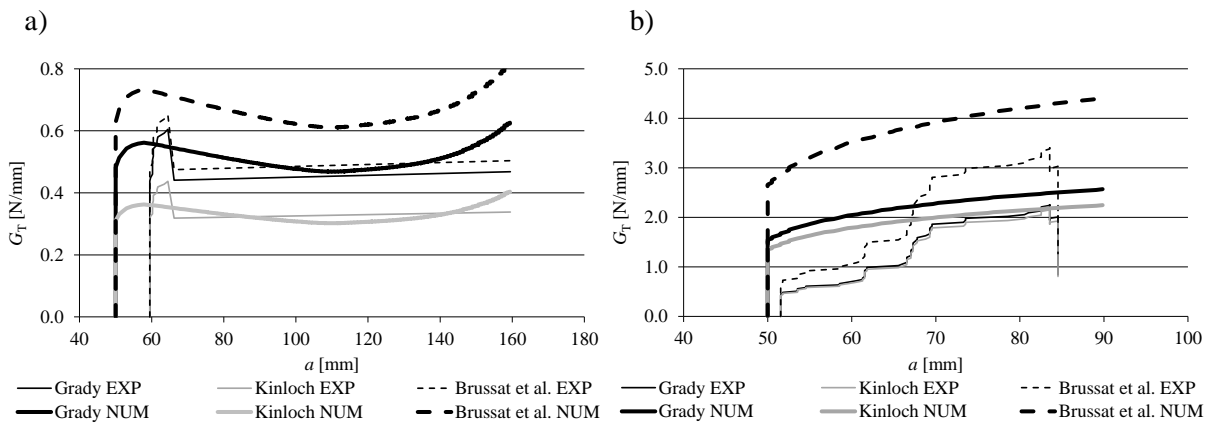 a)
b)
0.8
0.6
0.4
0.2
0.0
G_T [N/mm]
40 60 80 100 120 140 160 180
a [mm]
Grady EXP Kinloch EXP Brussat et al. EXP
Grady NUM Kinloch NUM Brussat et al. NUM
5.0
4.0
3.0
2.0
1.0
0.0
G_T [N/mm]
40 50 60 70 80 90 100
a [mm]
Grady EXP Kinloch EXP Brussat et al. EXP
Grady NUM Kinloch NUM Brussat et al. NUM